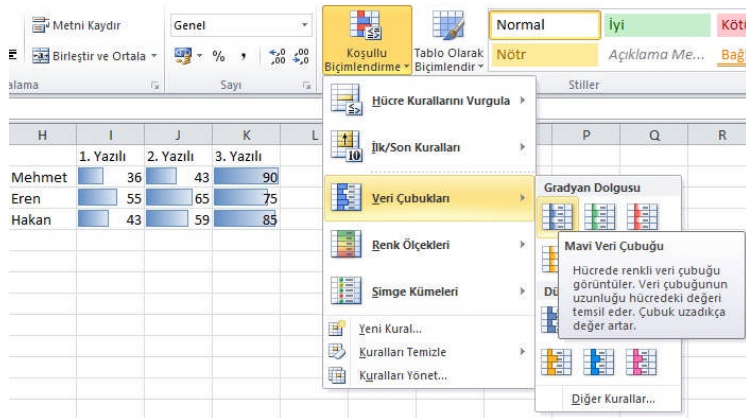 Metni Kaydır
Genel
Normal
İyi
Kötü
Birleştir ve Ortala
%
Koşullu
Biçimlendirme
Tablo Olarak
Biçimlendir
Nötr
Açıklama Me...
Bağl
alama
Sayı
Stiller
Hücre Kurallarını Vurgula
İlk/Son Kuralları
Veri Çubukları
Renk Ölçekleri
Simge Kümeleri
Yeni Kural...
Kuralları Temizle
Kuralları Yönet...
Gradyan Dolgusu
Mavi Veri Çubuğu
Hücrede renkli veri çubuğu
görüntüler. Veri çubuğunun
uzunluğu hücredeki değeri
temsil eder. Çubuk uzadıkça
değer artar.
Dü
Diğer Kurallar...
H I J K L P Q R
1. Yazılı 2. Yazılı 3. Yazılı
Mehmet 36 43 90
Eren 55 65 75
Hakan 43 59 85